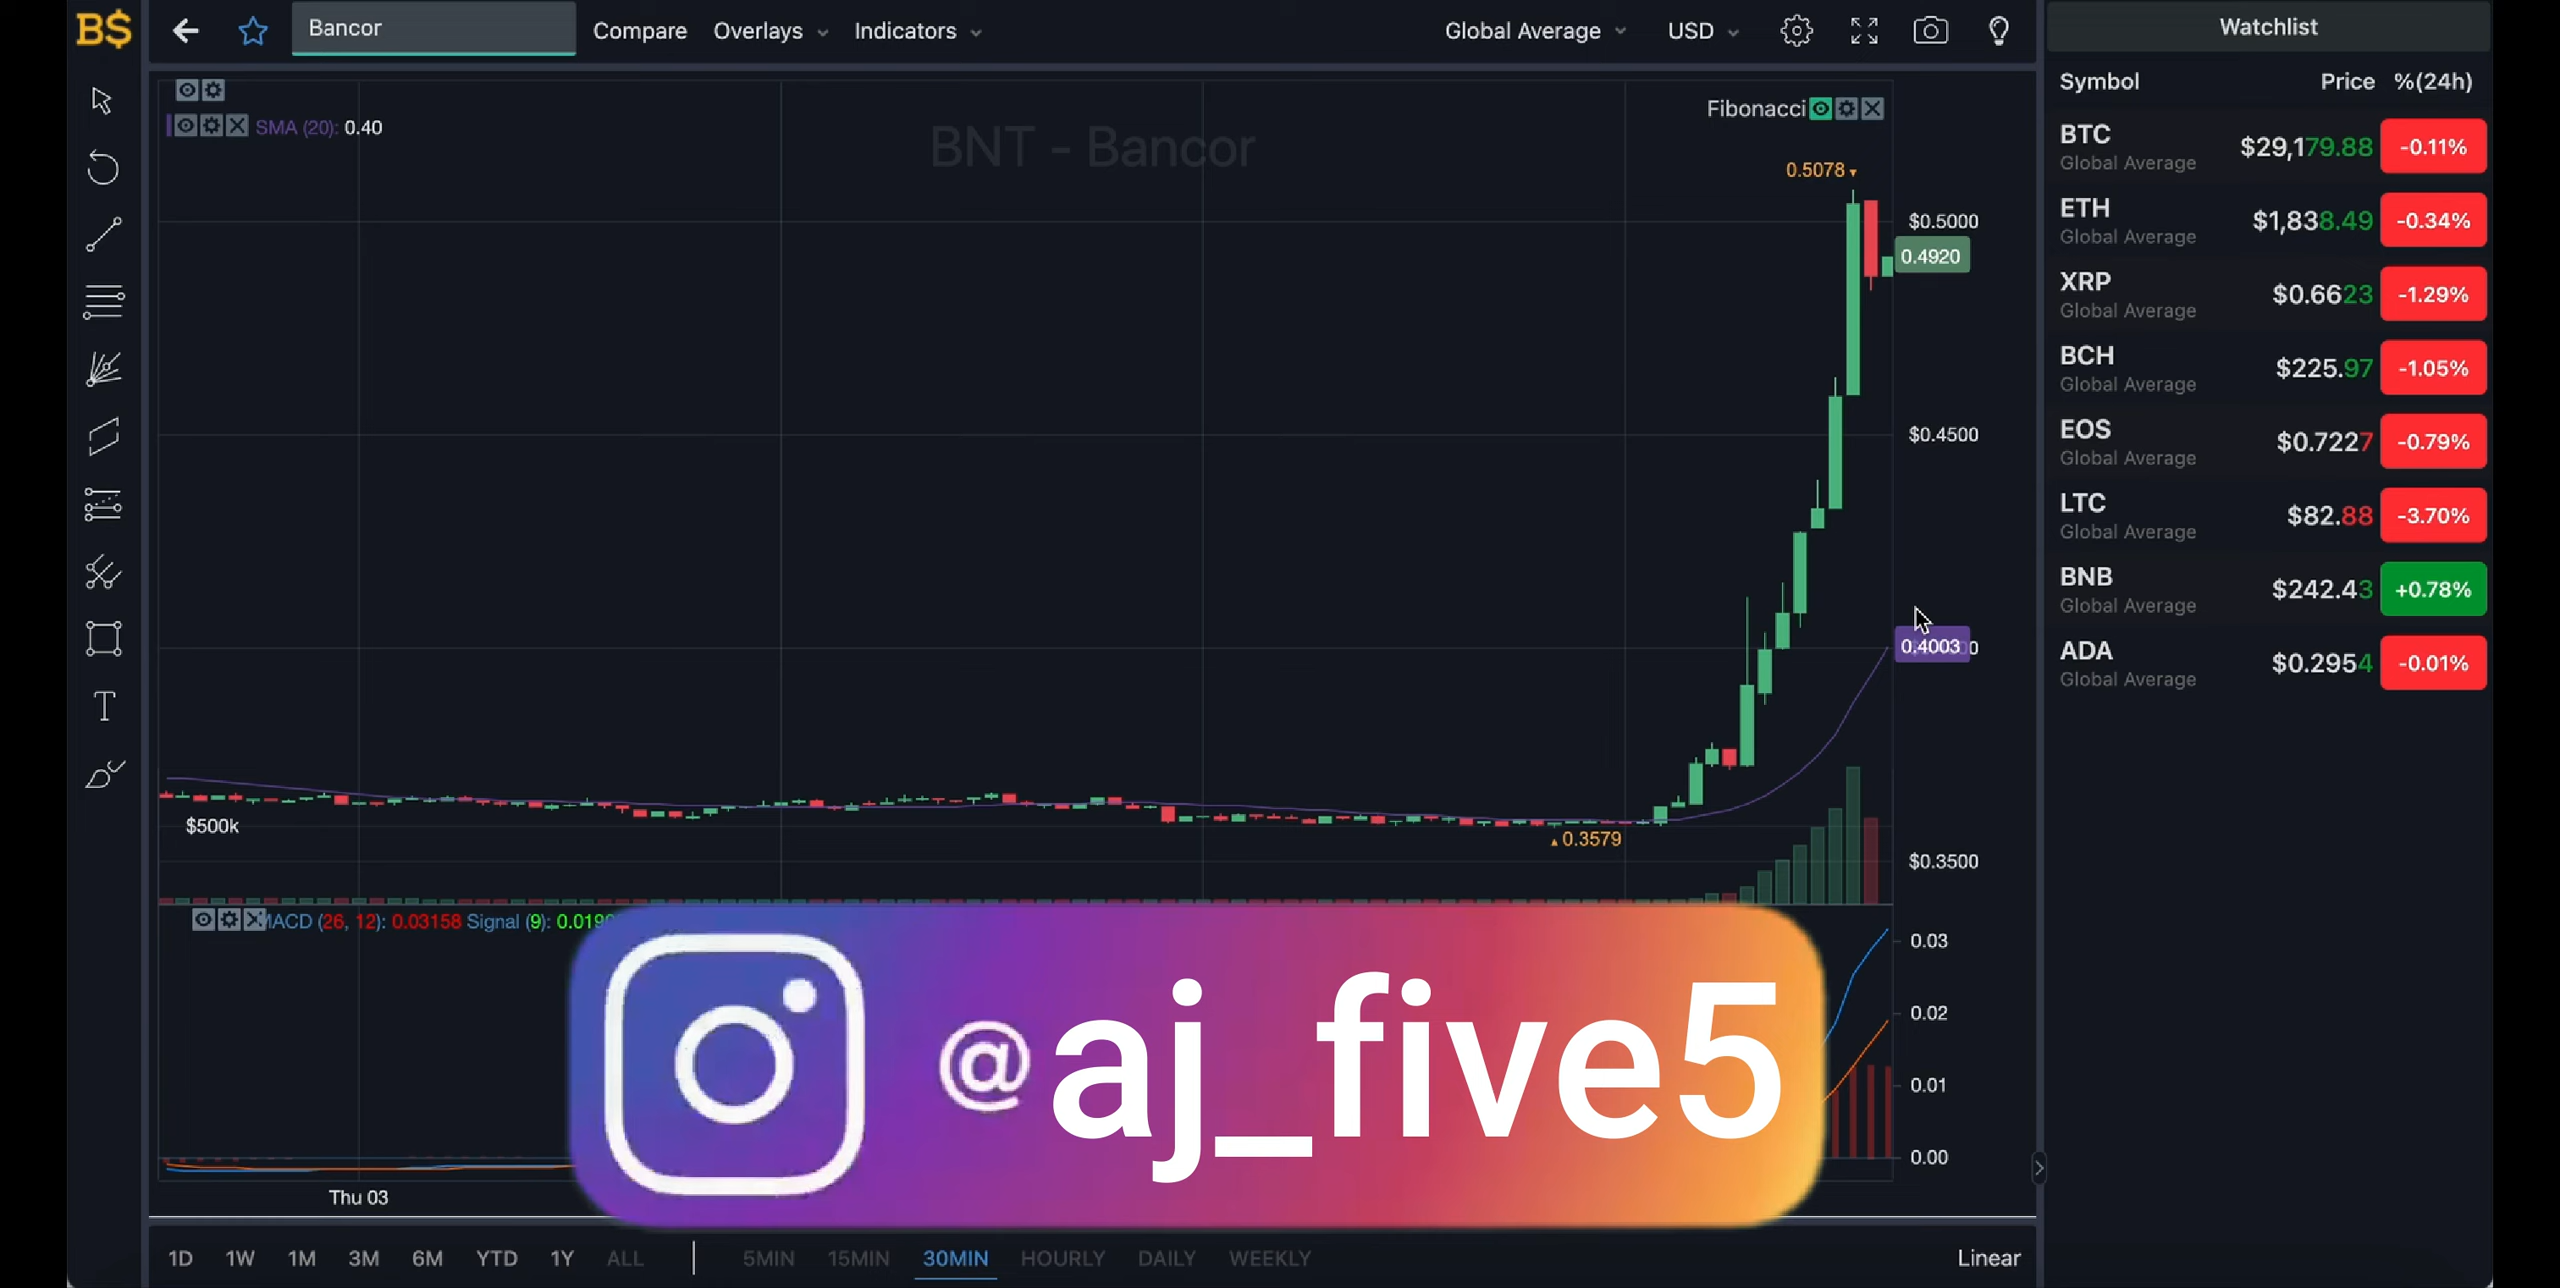 B$
Bancor
Compare
Overlays
Indicators
Global Average
USD
Watchlist
Symbol Price %(24h)
SMA (20): 0.40
BNT - Bancor
Fibonacci
0.5078
$0.5000
0.4920
$0.4500
0.4003
$0.3500
$500k
0.3579
BTC $29,179.88 -0.11%
Global Average
ETH $1,838.49 -0.34%
Global Average
XRP $0.6623 -1.29%
Global Average
BCH $225.97 -1.05%
Global Average
EOS $0.7227 -0.79%
Global Average
LTC $82.88 -3.70%
Global Average
BNB $242.43 +0.78%
Global Average
ADA $0.2954 -0.01%
Global Average
MACD (26, 12): 0.03158 Signal (9):
0.03
0.02
0.01
0.00
@aj_five5
Thu 03
1D 1W 1M 3M 6M YTD 1Y ALL 5MIN 15MIN 30MIN HOURLY DAILY WEEKLY Linear